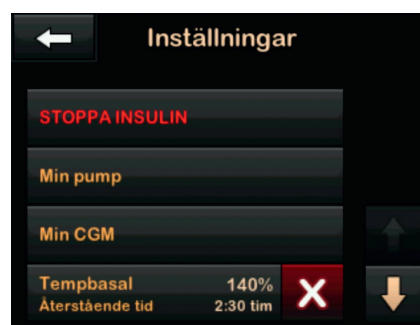 Inställningar
STOPPA INSULIN
Min pump
Min CGM
Tempbasal 140%
Återstående tid 2:30 tim